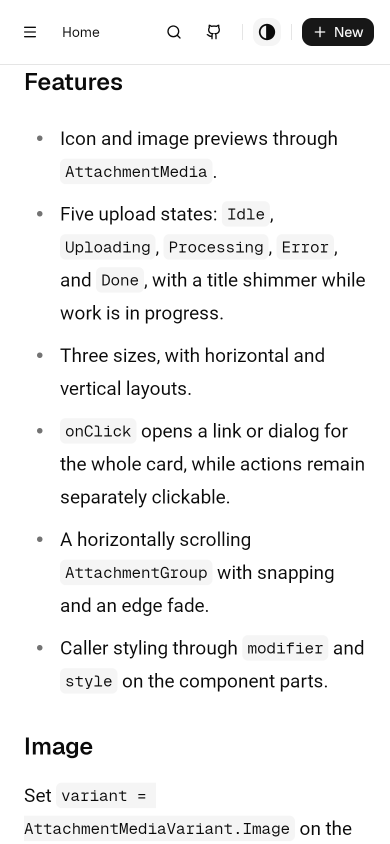 Home
New
Features
Icon and image previews through
AttachmentMedia.
Five upload states: Idle,
Uploading, Processing, Error,
and Done, with a title shimmer while
work is in progress.
Three sizes, with horizontal and
vertical layouts.
onClick opens a link or dialog for
the whole card, while actions remain
separately clickable.
A horizontally scrolling
AttachmentGroup with snapping
and an edge fade.
Caller styling through modifier and
style on the component parts.
Image
Set variant =
AttachmentMediaVariant.Image on the